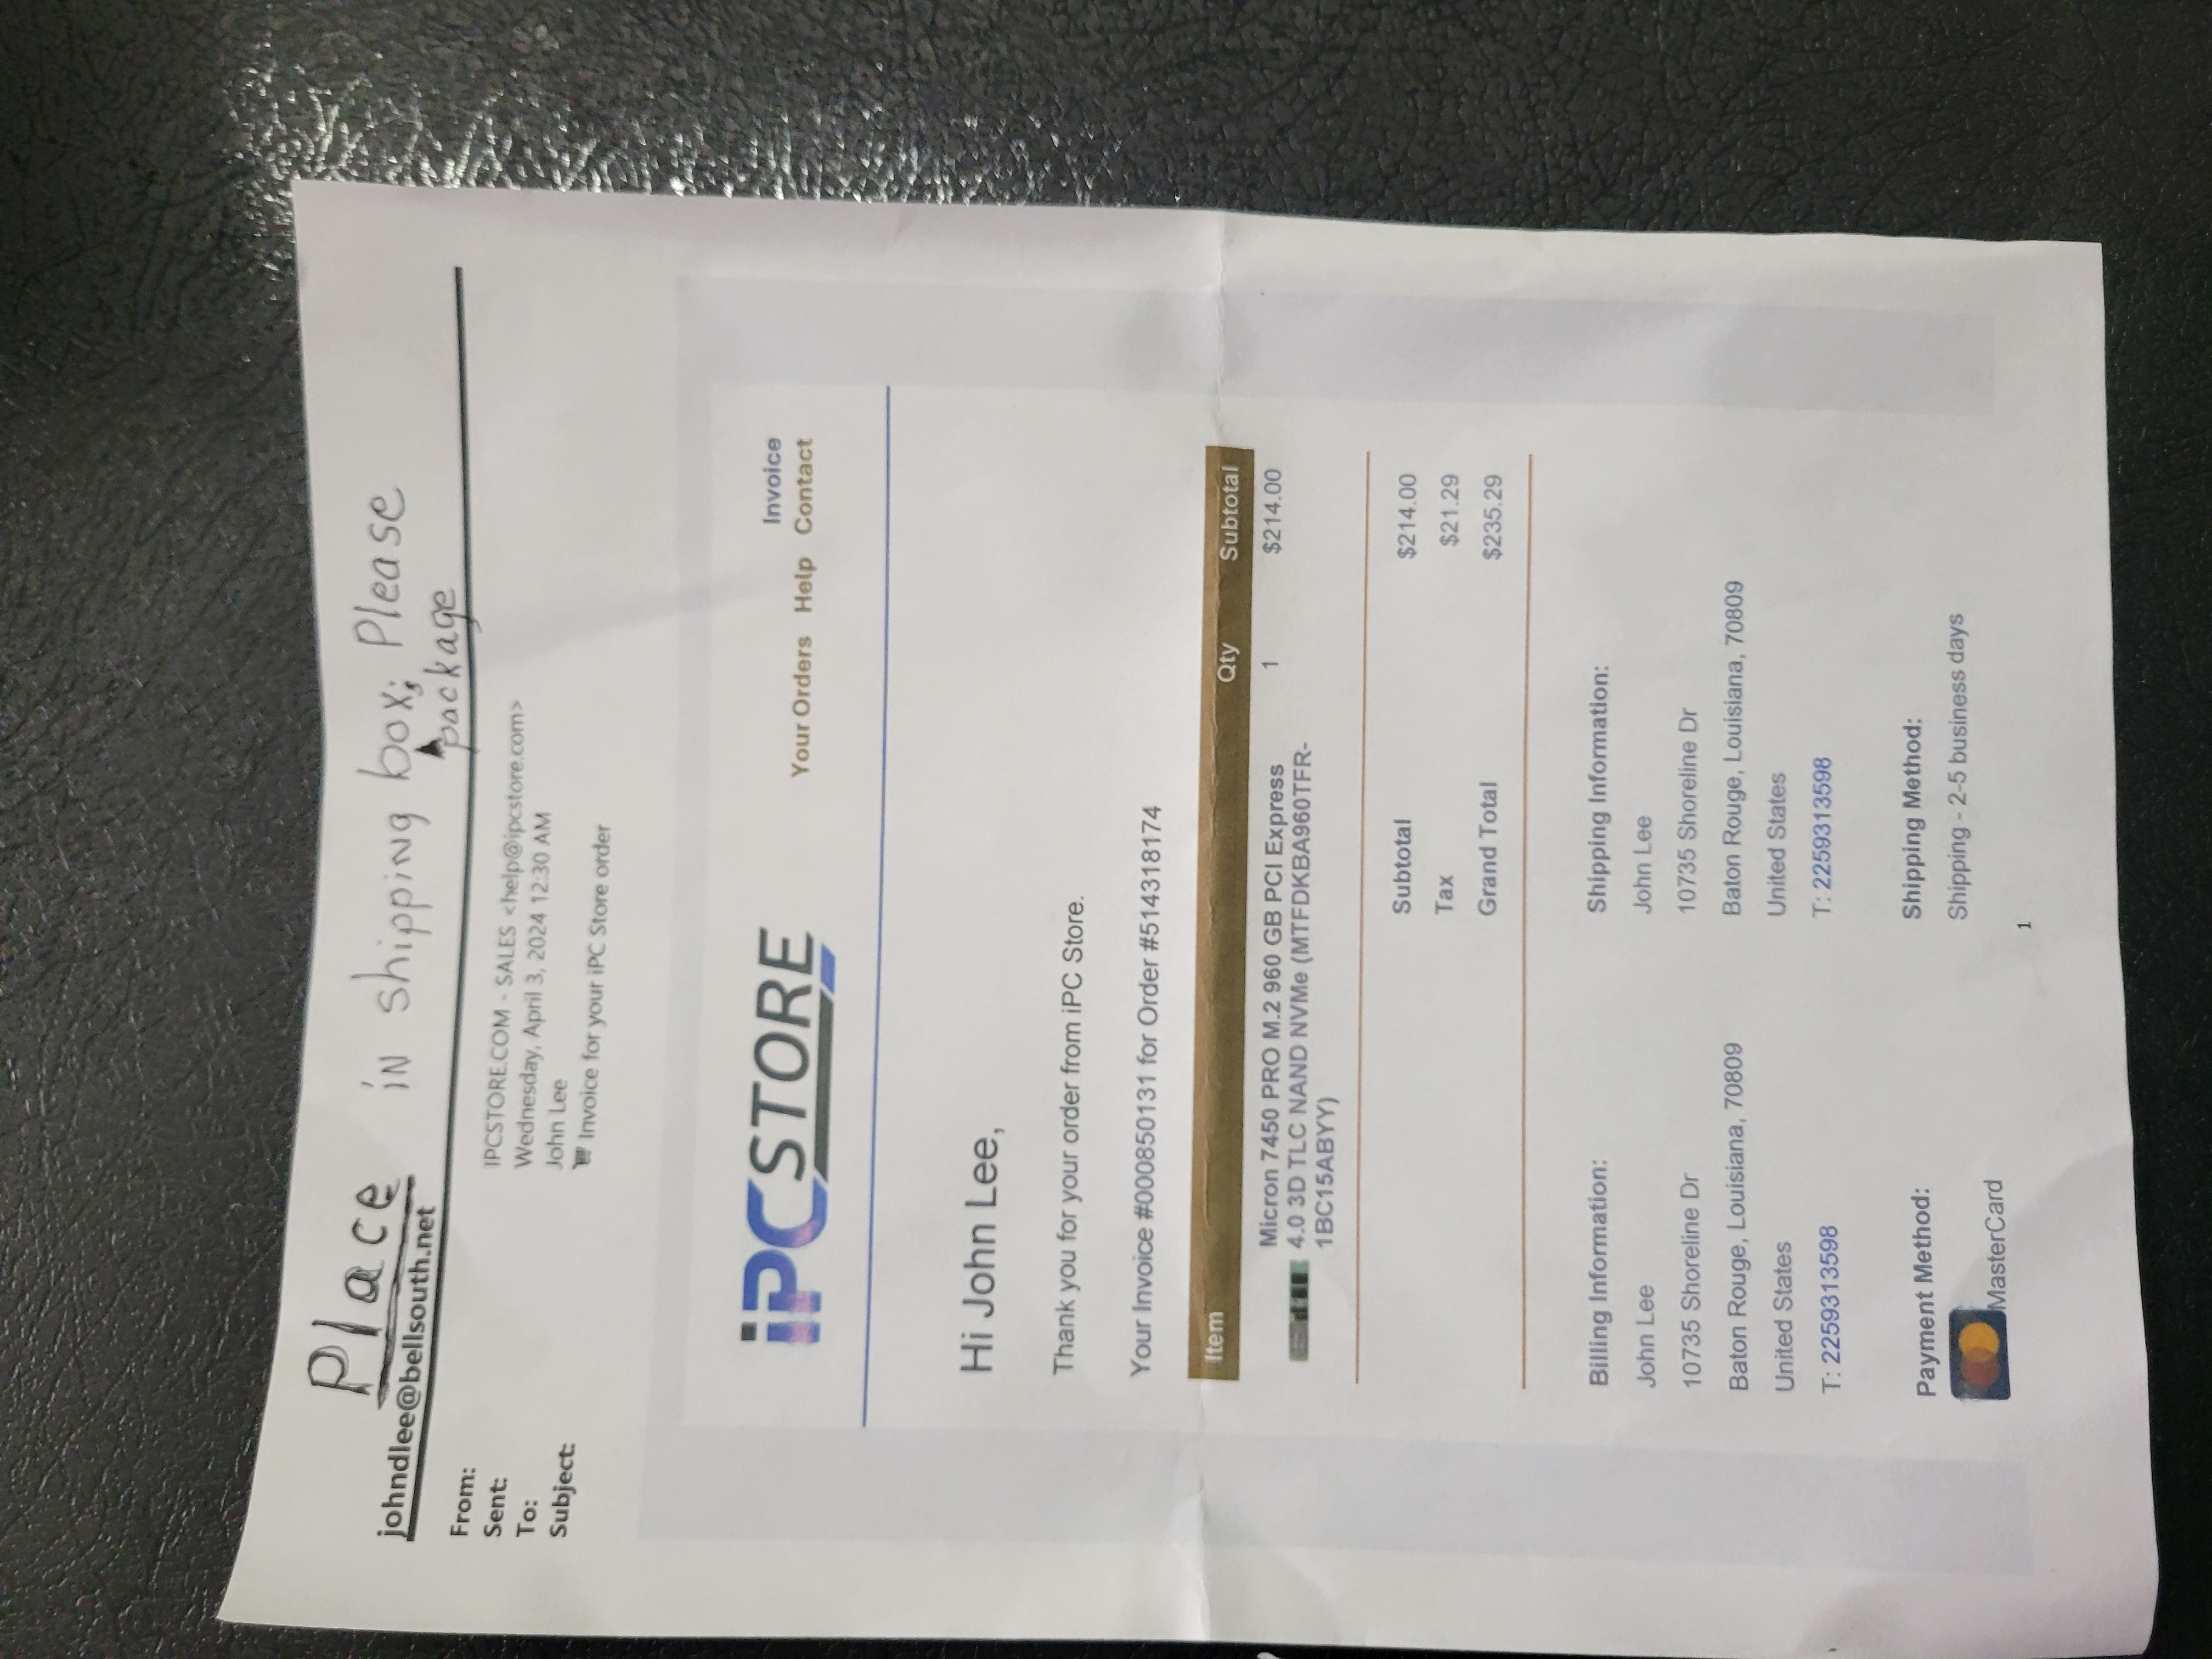 Place in shipping box; Please
package
johndlee@bellsouth.net
From: IPCSTORE.COM - SALES <help@ipcstore.com>
Sent: Wednesday, April 3, 2024 12:30 AM
To: John Lee
Subject: Invoice for your iPC Store order
iPCSTORE
Invoice
Your Orders Help Contact
Hi John Lee,
Thank you for your order from iPC Store.
Your Invoice #000850131 for Order #514318174
Item Qty Subtotal
Micron 7450 PRO M.2 960 GB PCI Express 1 $214.00
4.0 3D TLC NAND NVMe (MTFDKBA960TFR-
1BC15ABYY)
Subtotal $214.00
Tax $21.29
Grand Total $235.29
Billing Information: Shipping Information:
John Lee John Lee
10735 Shoreline Dr 10735 Shoreline Dr
Baton Rouge, Louisiana, 70809 Baton Rouge, Louisiana, 70809
United States United States
T: 2259313598 T: 2259313598
Payment Method: Shipping Method:
MasterCard Shipping - 2-5 business days
1